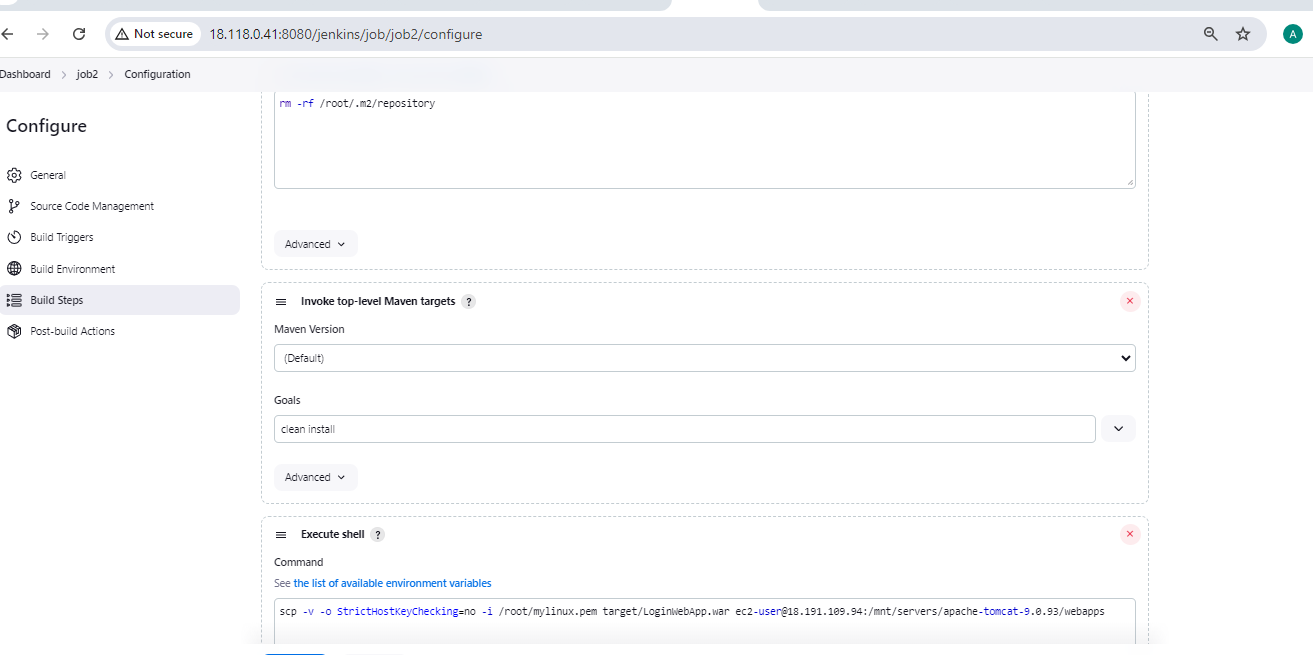 Not secure 18.118.0.41:8080/jenkins/job/job2/configure A
Dashboard > job2 > Configuration
Configure
General
Source Code Management
Build Triggers
Build Environment
Build Steps
Post-build Actions
rm -rf /root/.m2/repository
Advanced
Invoke top-level Maven targets ?
Maven Version
(Default)
Goals
clean install
Advanced
Execute shell ?
Command
See the list of available environment variables
scp -v -o StrictHostKeyChecking=no -i /root/mylinux.pem target/LoginWebApp.war ec2-user@18.191.109.94:/mnt/servers/apache-tomcat-9.0.93/webapps